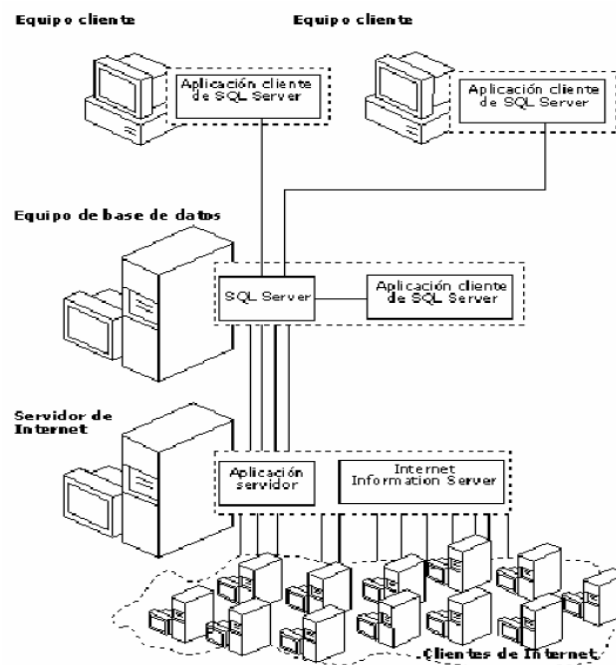 Equipo cliente
Equipo cliente
Aplicación cliente
de SQL Server
Aplicación cliente
de SQL Server
Equipo de base de datos
SQL Server
Aplicación cliente
de SQL Server
Servidor de
Internet
Aplicación
servidor
Internet
Information Server
Clientes de Internet